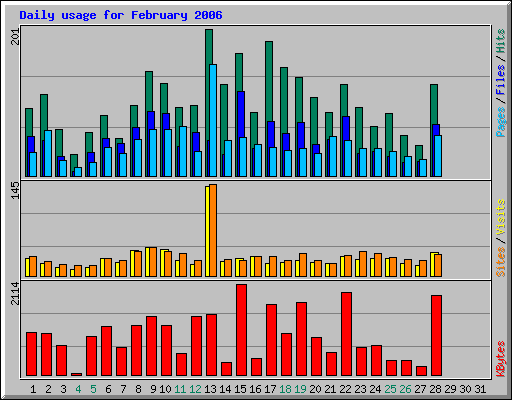 Daily usage for February 2006
201
Pages / Files / Hits
145
Sites / Visits
2114
KBytes
1 2 3 4 5 6 7 8 9 10 11 12 13 14 15 16 17 18 19 20 21 22 23 24 25 26 27 28 29 30 31